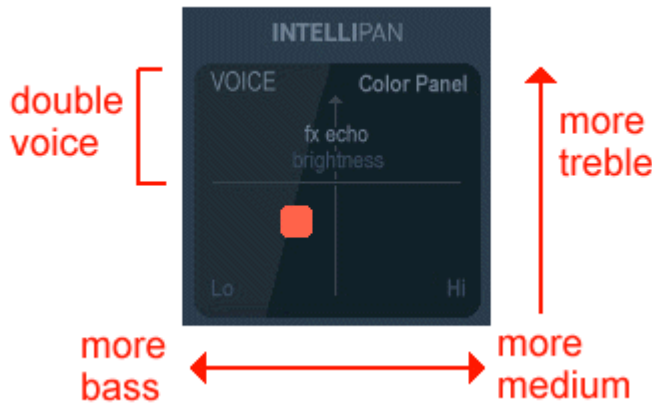 INTELLIPAN
VOICE
Color Panel
double
voice
fx echo
brightness
more
treble
Lo
Hi
more
bass
more
medium